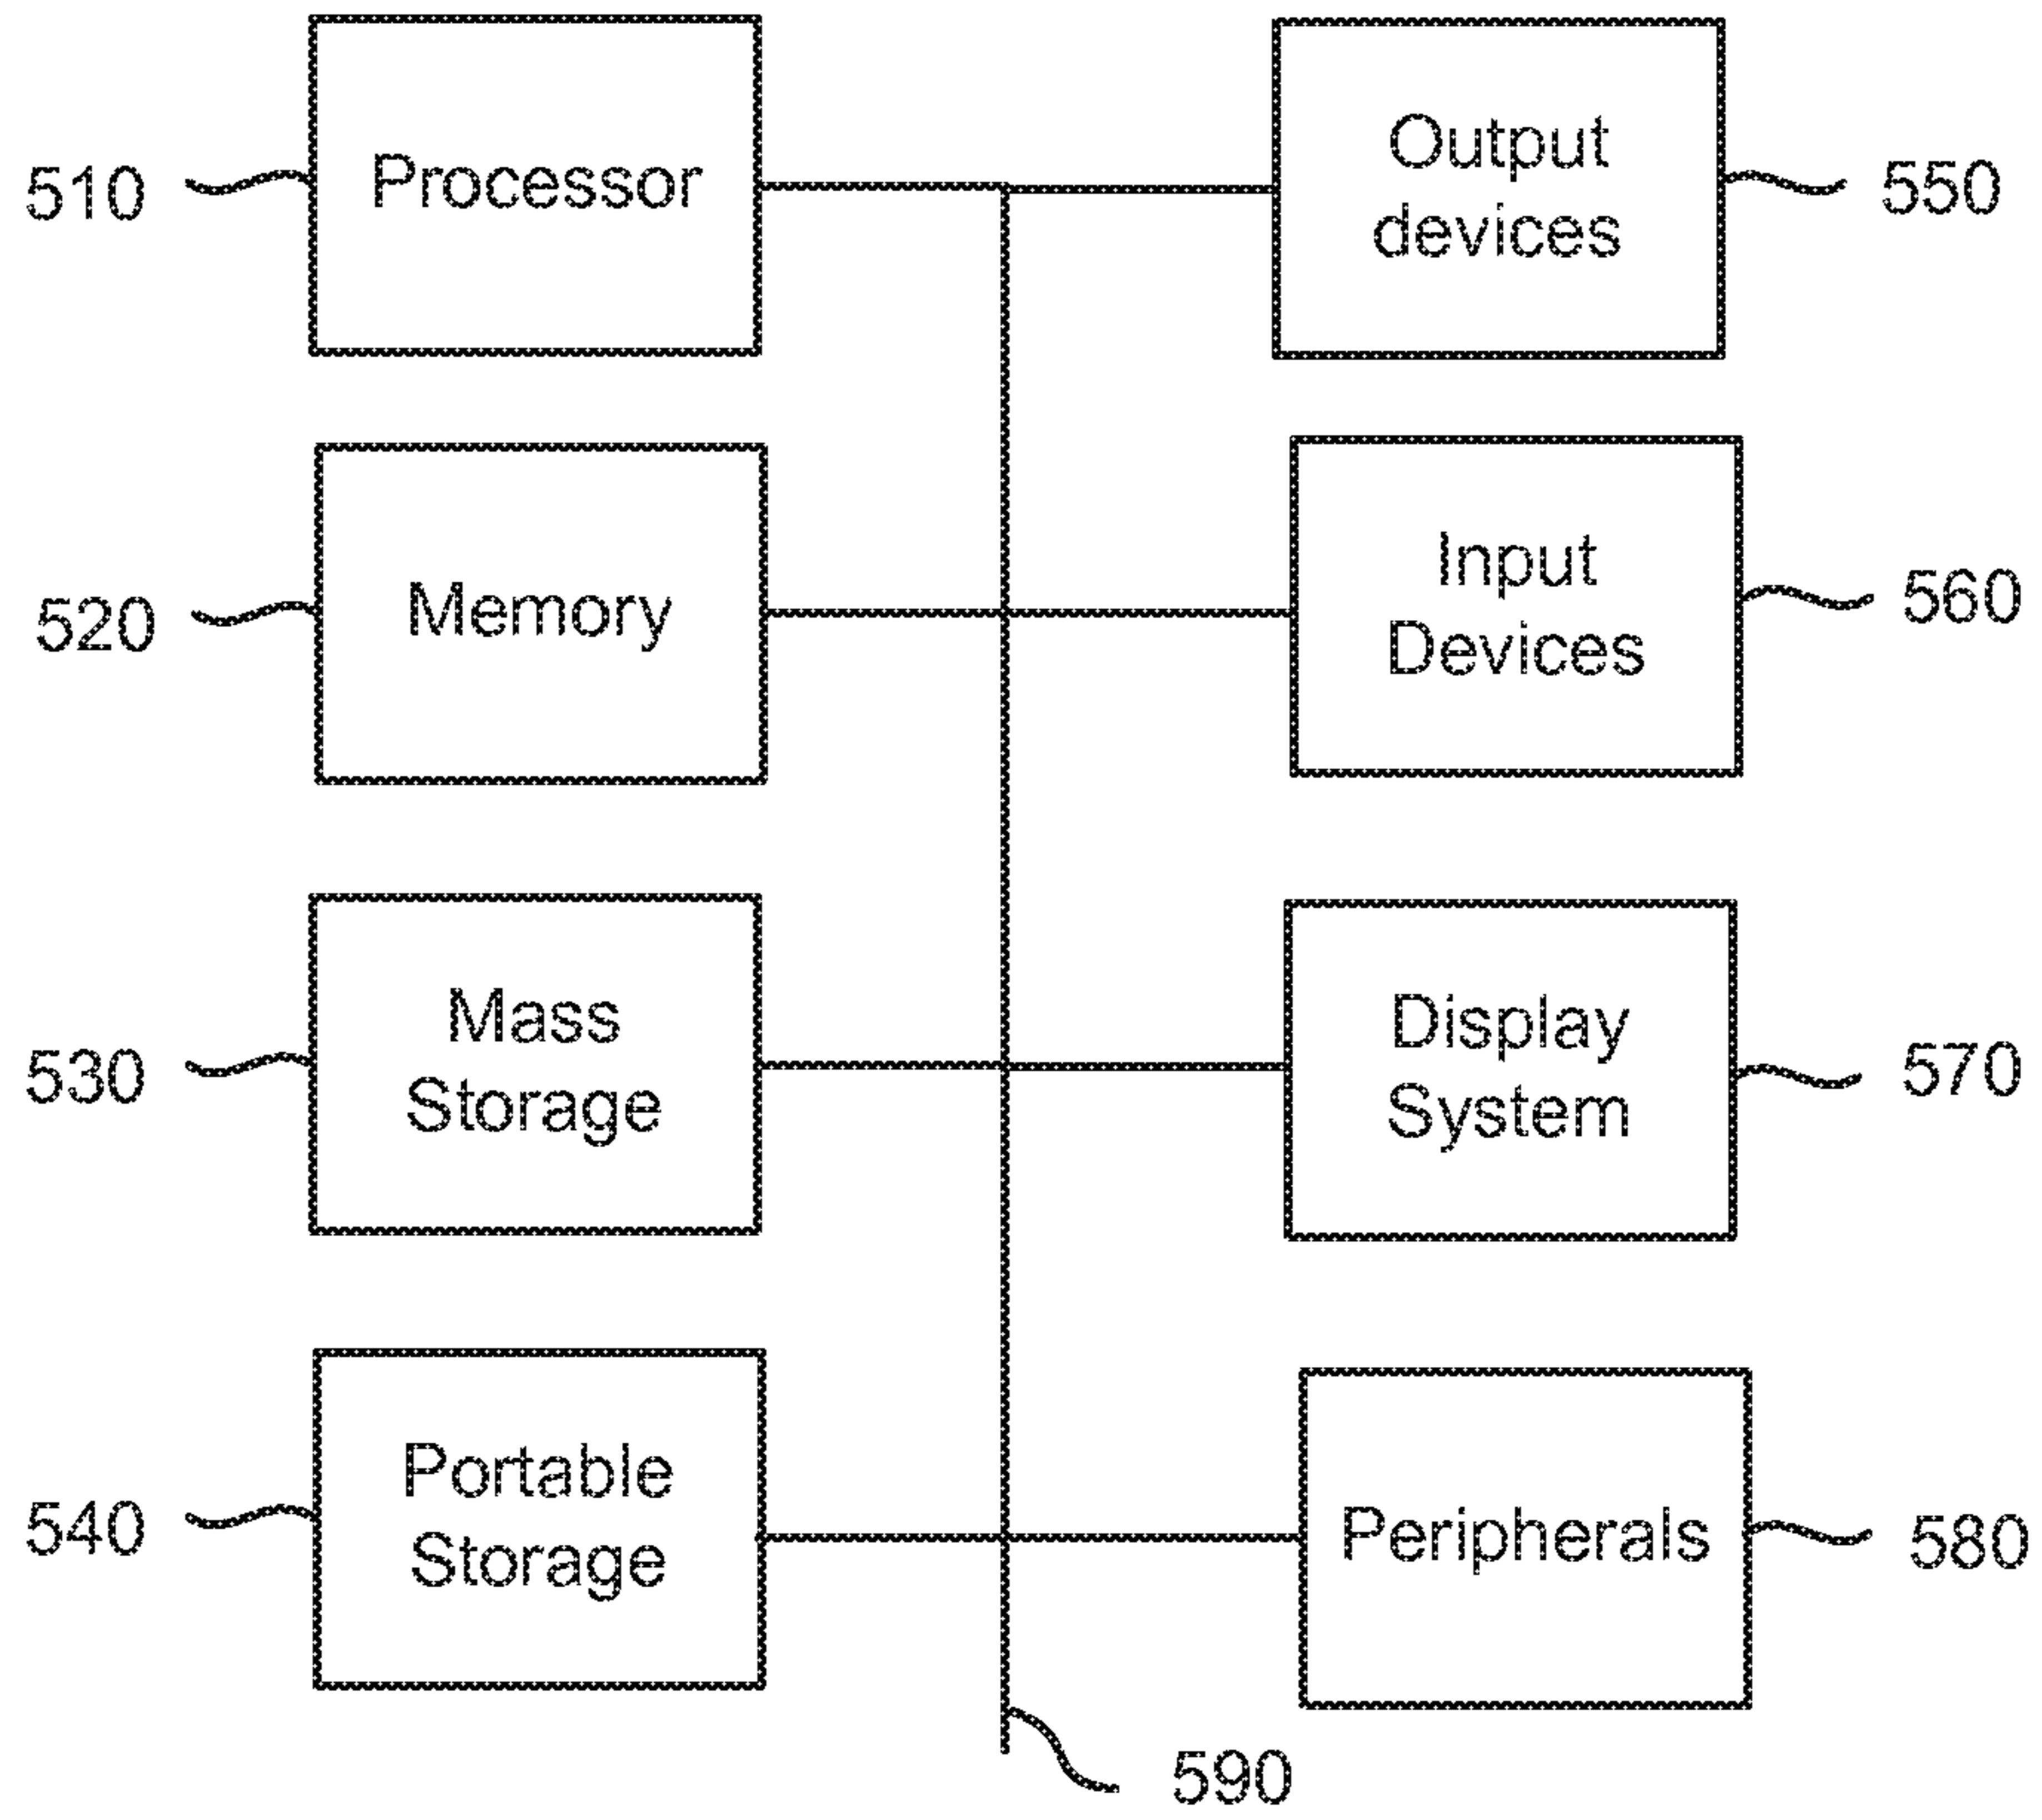 510
Processor
Output
devices
550
520
Memory
Input
Devices
560
530
Mass
Storage
Display
System
570
540
Portable
Storage
Peripherals
580
590